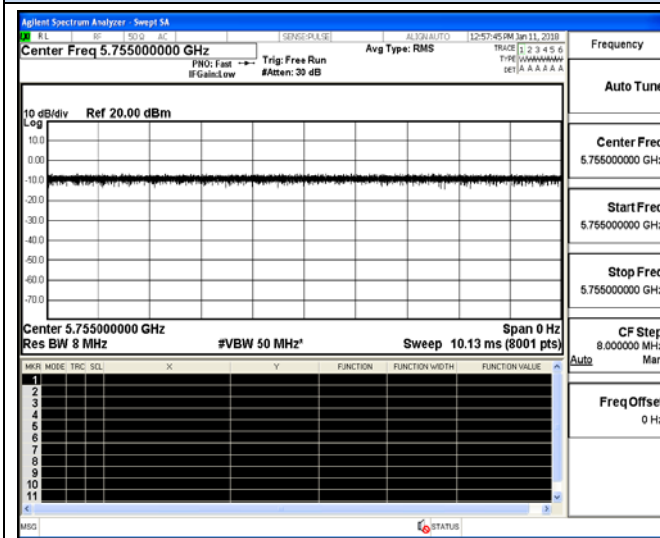 Agilent Spectrum Analyzer - Swept SA
RL RF 50 Ω AC SENSE:PULSE ALIGN AUTO 12:57:45 PM Jan 11, 2018
Center Freq 5.755000000 GHz
PNO: Fast Trig: Free Run
IFGain:Low #Atten: 30 dB
Avg Type: RMS
TRACE 1 2 3 4 5 6
TYPE
DET A A A A A A
10 dB/div Ref 20.00 dBm
Log
10.0
0.00
-10.0
-20.0
-30.0
-40.0
-50.0
-60.0
-70.0
Center 5.755000000 GHz Span 0 Hz
Res BW 8 MHz #VBW 50 MHz* Sweep 10.13 ms (8001 pts)
MKR MODE TRC SCL X Y FUNCTION FUNCTION WIDTH FUNCTION VALUE
1
2
3
4
5
6
7
8
9
10
11
MSG STATUS
Frequency
Auto Tune
Center Freq
5.755000000 GHz
Start Freq
5.755000000 GHz
Stop Freq
5.755000000 GHz
CF Step
8.000000 MHz
Auto Man
Freq Offset
0 Hz